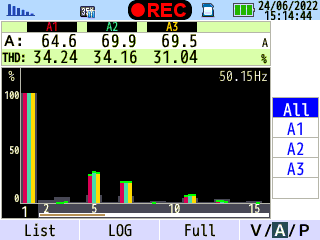 REC 24/06/2022
15:14:44
A1 A2 A3
A: 64.6 69.9 69.5 A
THD: 34.24 34.16 31.04 %
% 50.15Hz
100
50
0
1 2 5 10 15
All
A1
A2
A3
List LOG Full V/A/P